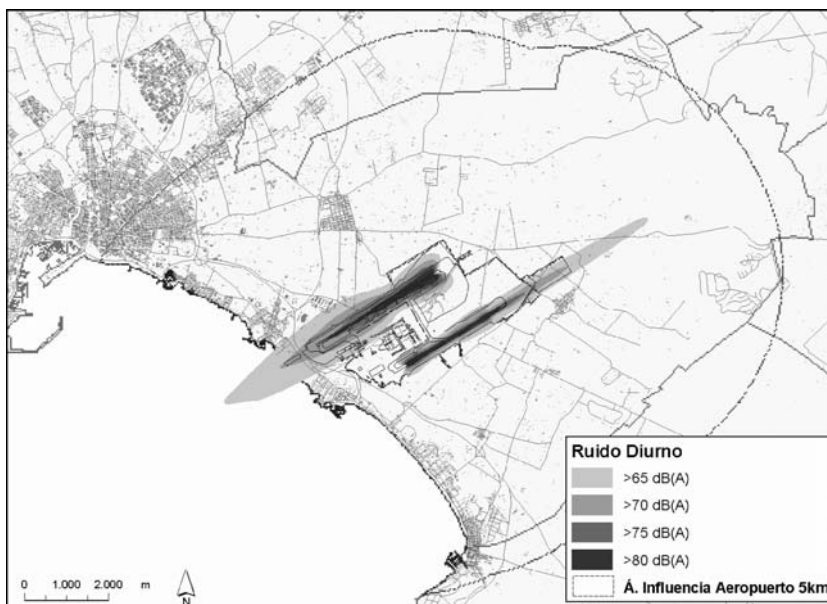 Ruido Diurno
>65 dB(A)
>70 dB(A)
>75 dB(A)
>80 dB(A)
Á. Influencia Aeropuerto 5km
0 1.000 2.000 m
N